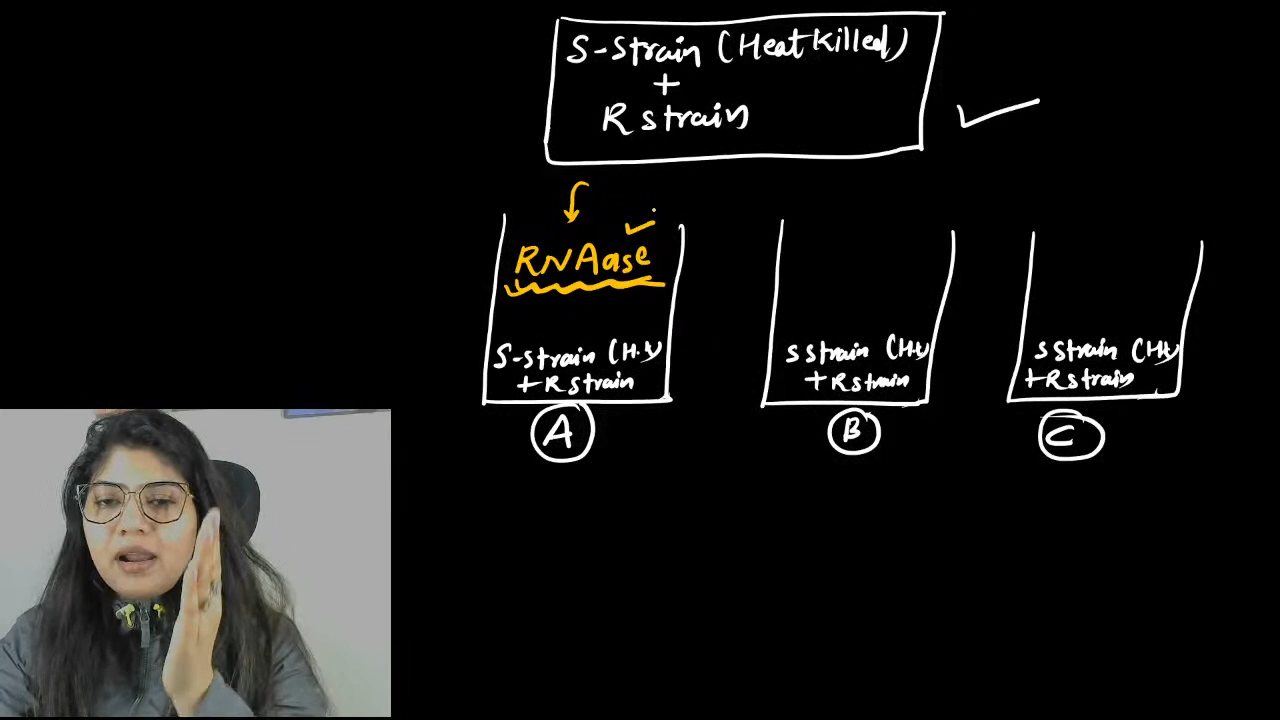 S-Strain (Heat Killed)
+
R strain
RNAase
S-Strain (H.k)
+ R strain
A
S Strain (H.k)
+ R strain
B
S Strain (H.k)
+ R strain
C